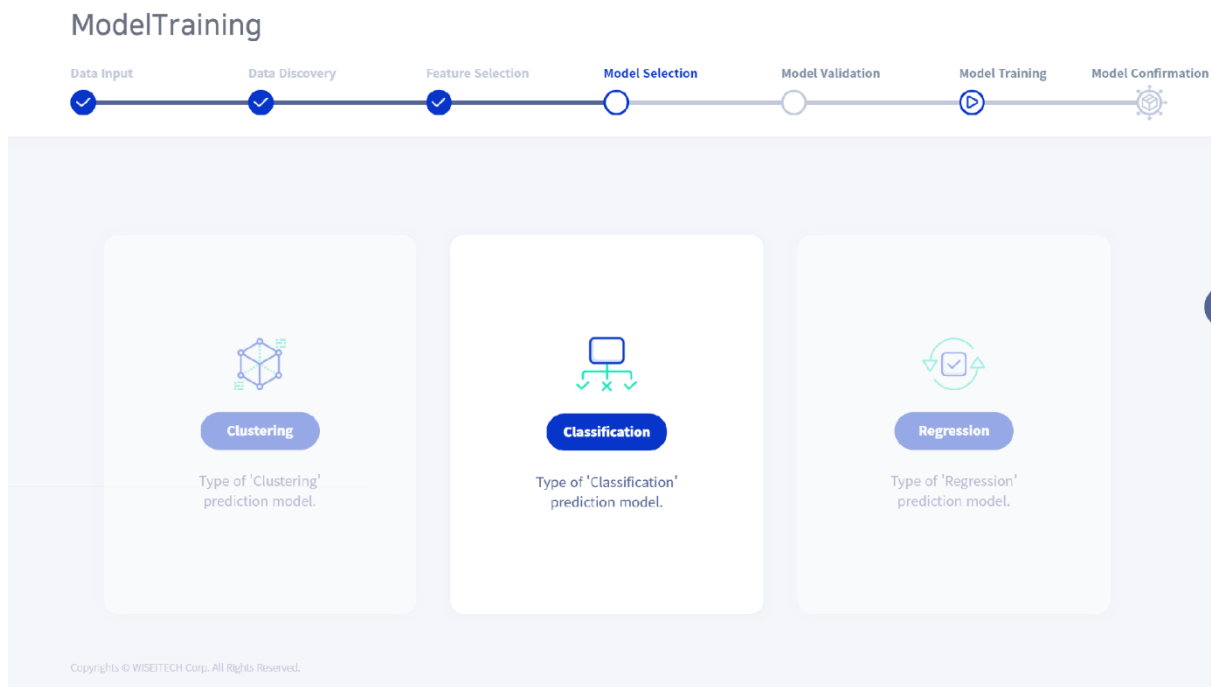 ModelTraining
Data Input
Data Discovery
Feature Selection
Model Selection
Model Validation
Model Training
Model Confirmation
Clustering
Type of 'Clustering'
prediction model.
Classification
Type of 'Classification'
prediction model.
Regression
Type of 'Regression'
prediction model.
Copyrights © WISEITECH Corp. All Rights Reserved.